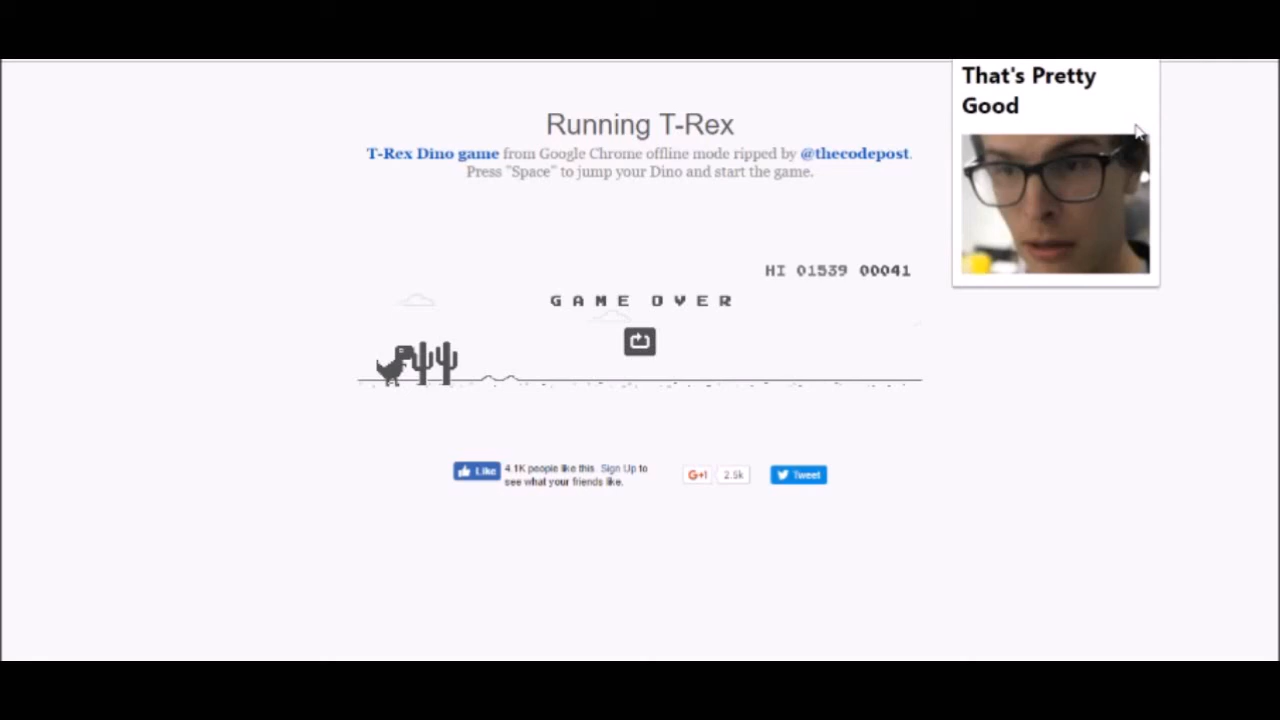 That's Pretty
Good
Running T-Rex
T-Rex Dino game from Google Chrome offline mode ripped by @thecodepost.
Press "Space" to jump your Dino and start the game.
HI 01539 00041
GAME OVER
Like
4.1K people like this. Sign Up to
see what your friends like.
G+1
2.5k
Tweet